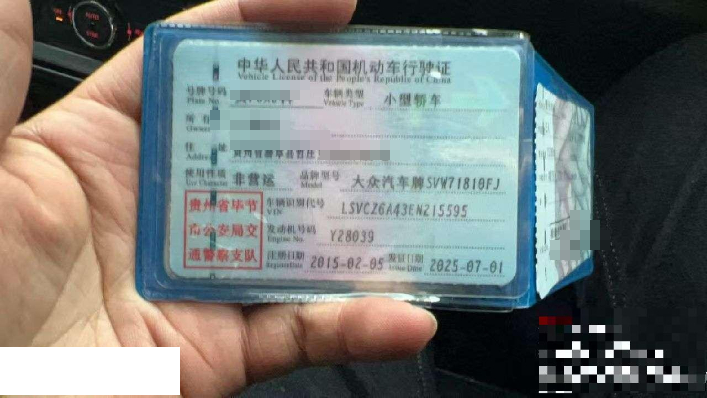 AUTO
中华人民共和国机动车行驶证
Vehicle License of the People's Republic of China
号牌号码
Plate No.
车辆类型
Vehicle Type
小型轿车
所有
Owner
住址
Address
贵州省
使用性质
Use Character
非营运
品牌型号
Model
大众汽车牌SVW71810FJ
贵州省毕节
市公安局交
通警察支队
车辆识别代号
VIN
LSVCZ6A43EN215595
发动机号码
Engine No.
Y28039
注册日期
Register Date
2015-02-05
发证日期
Issue Date
2025-07-01